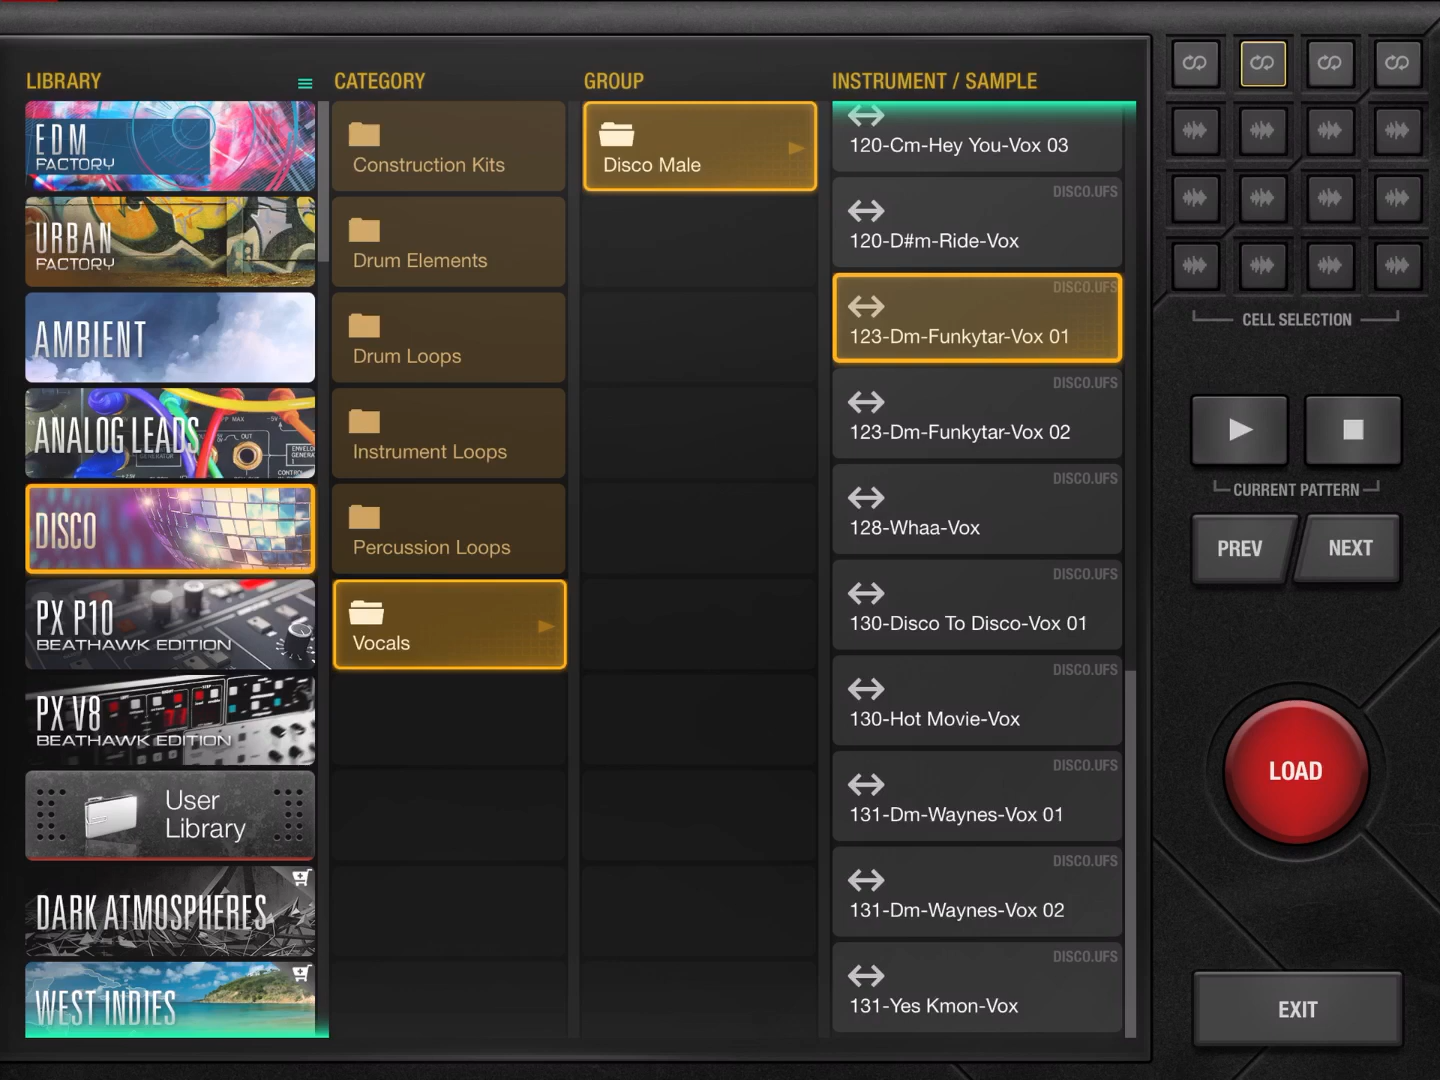 LIBRARY
EDM
FACTORY
URBAN
FACTORY
AMBIENT
ANALOG LEADS
DISCO
PX P10
BEATHAWK EDITION
PX V8
BEATHAWK EDITION
User
Library
DARK ATMOSPHERES
WEST INDIES
CATEGORY
Construction Kits
Drum Elements
Drum Loops
Instrument Loops
Percussion Loops
Vocals
GROUP
Disco Male
INSTRUMENT / SAMPLE
120-Cm-Hey You-Vox 03
DISCO.UFS
120-D#m-Ride-Vox
DISCO.UFS
123-Dm-Funkytar-Vox 01
DISCO.UFS
123-Dm-Funkytar-Vox 02
DISCO.UFS
128-Whaa-Vox
DISCO.UFS
130-Disco To Disco-Vox 01
DISCO.UFS
130-Hot Movie-Vox
DISCO.UFS
131-Dm-Waynes-Vox 01
DISCO.UFS
131-Dm-Waynes-Vox 02
DISCO.UFS
131-Yes Kmon-Vox
CELL SELECTION
CURRENT PATTERN
PREV
NEXT
LOAD
EXIT